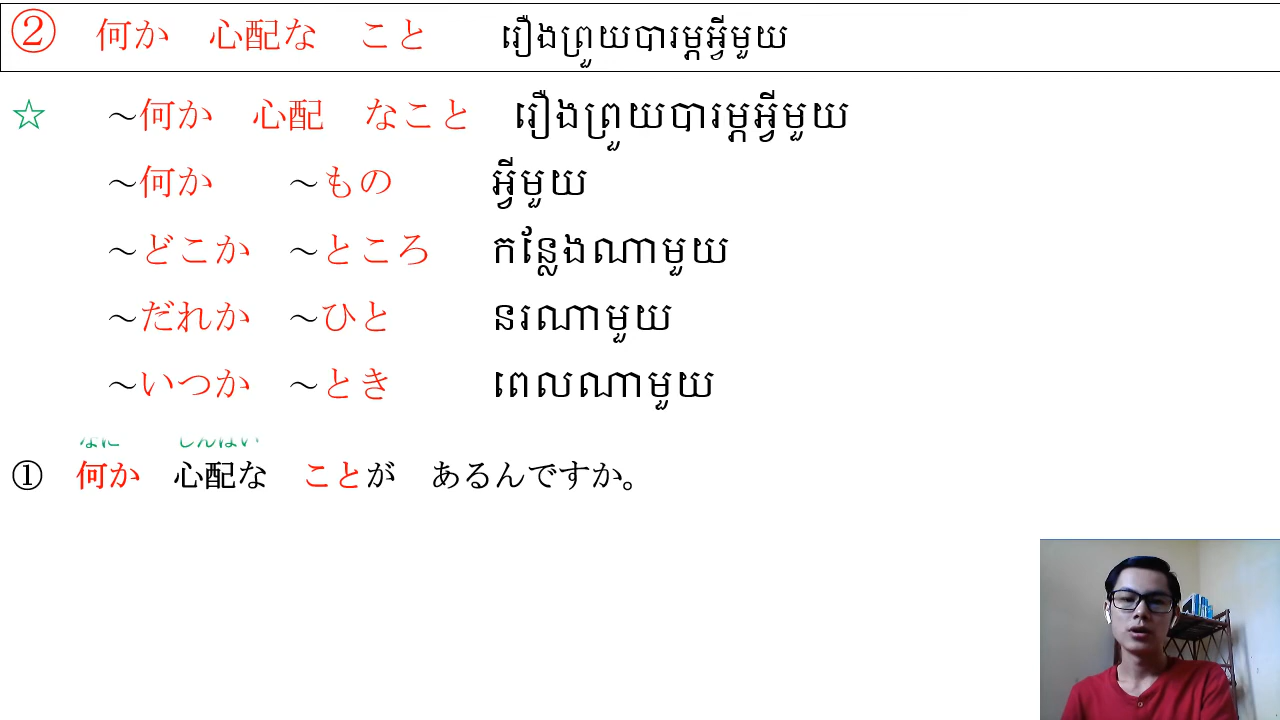 ② 何か 心配な こと រឿងព្រួយបារម្ភអ្វីមួយ
☆ ～何か 心配 なこと រឿងព្រួយបារម្ភអ្វីមួយ
～何か ～もの អ្វីមួយ
～どこか ～ところ កន្លែងណាមួយ
～だれか ～ひと នរណាមួយ
～いつか ～とき ពេលណាមួយ
なに しんぱい
① 何か 心配な ことが あるんですか。